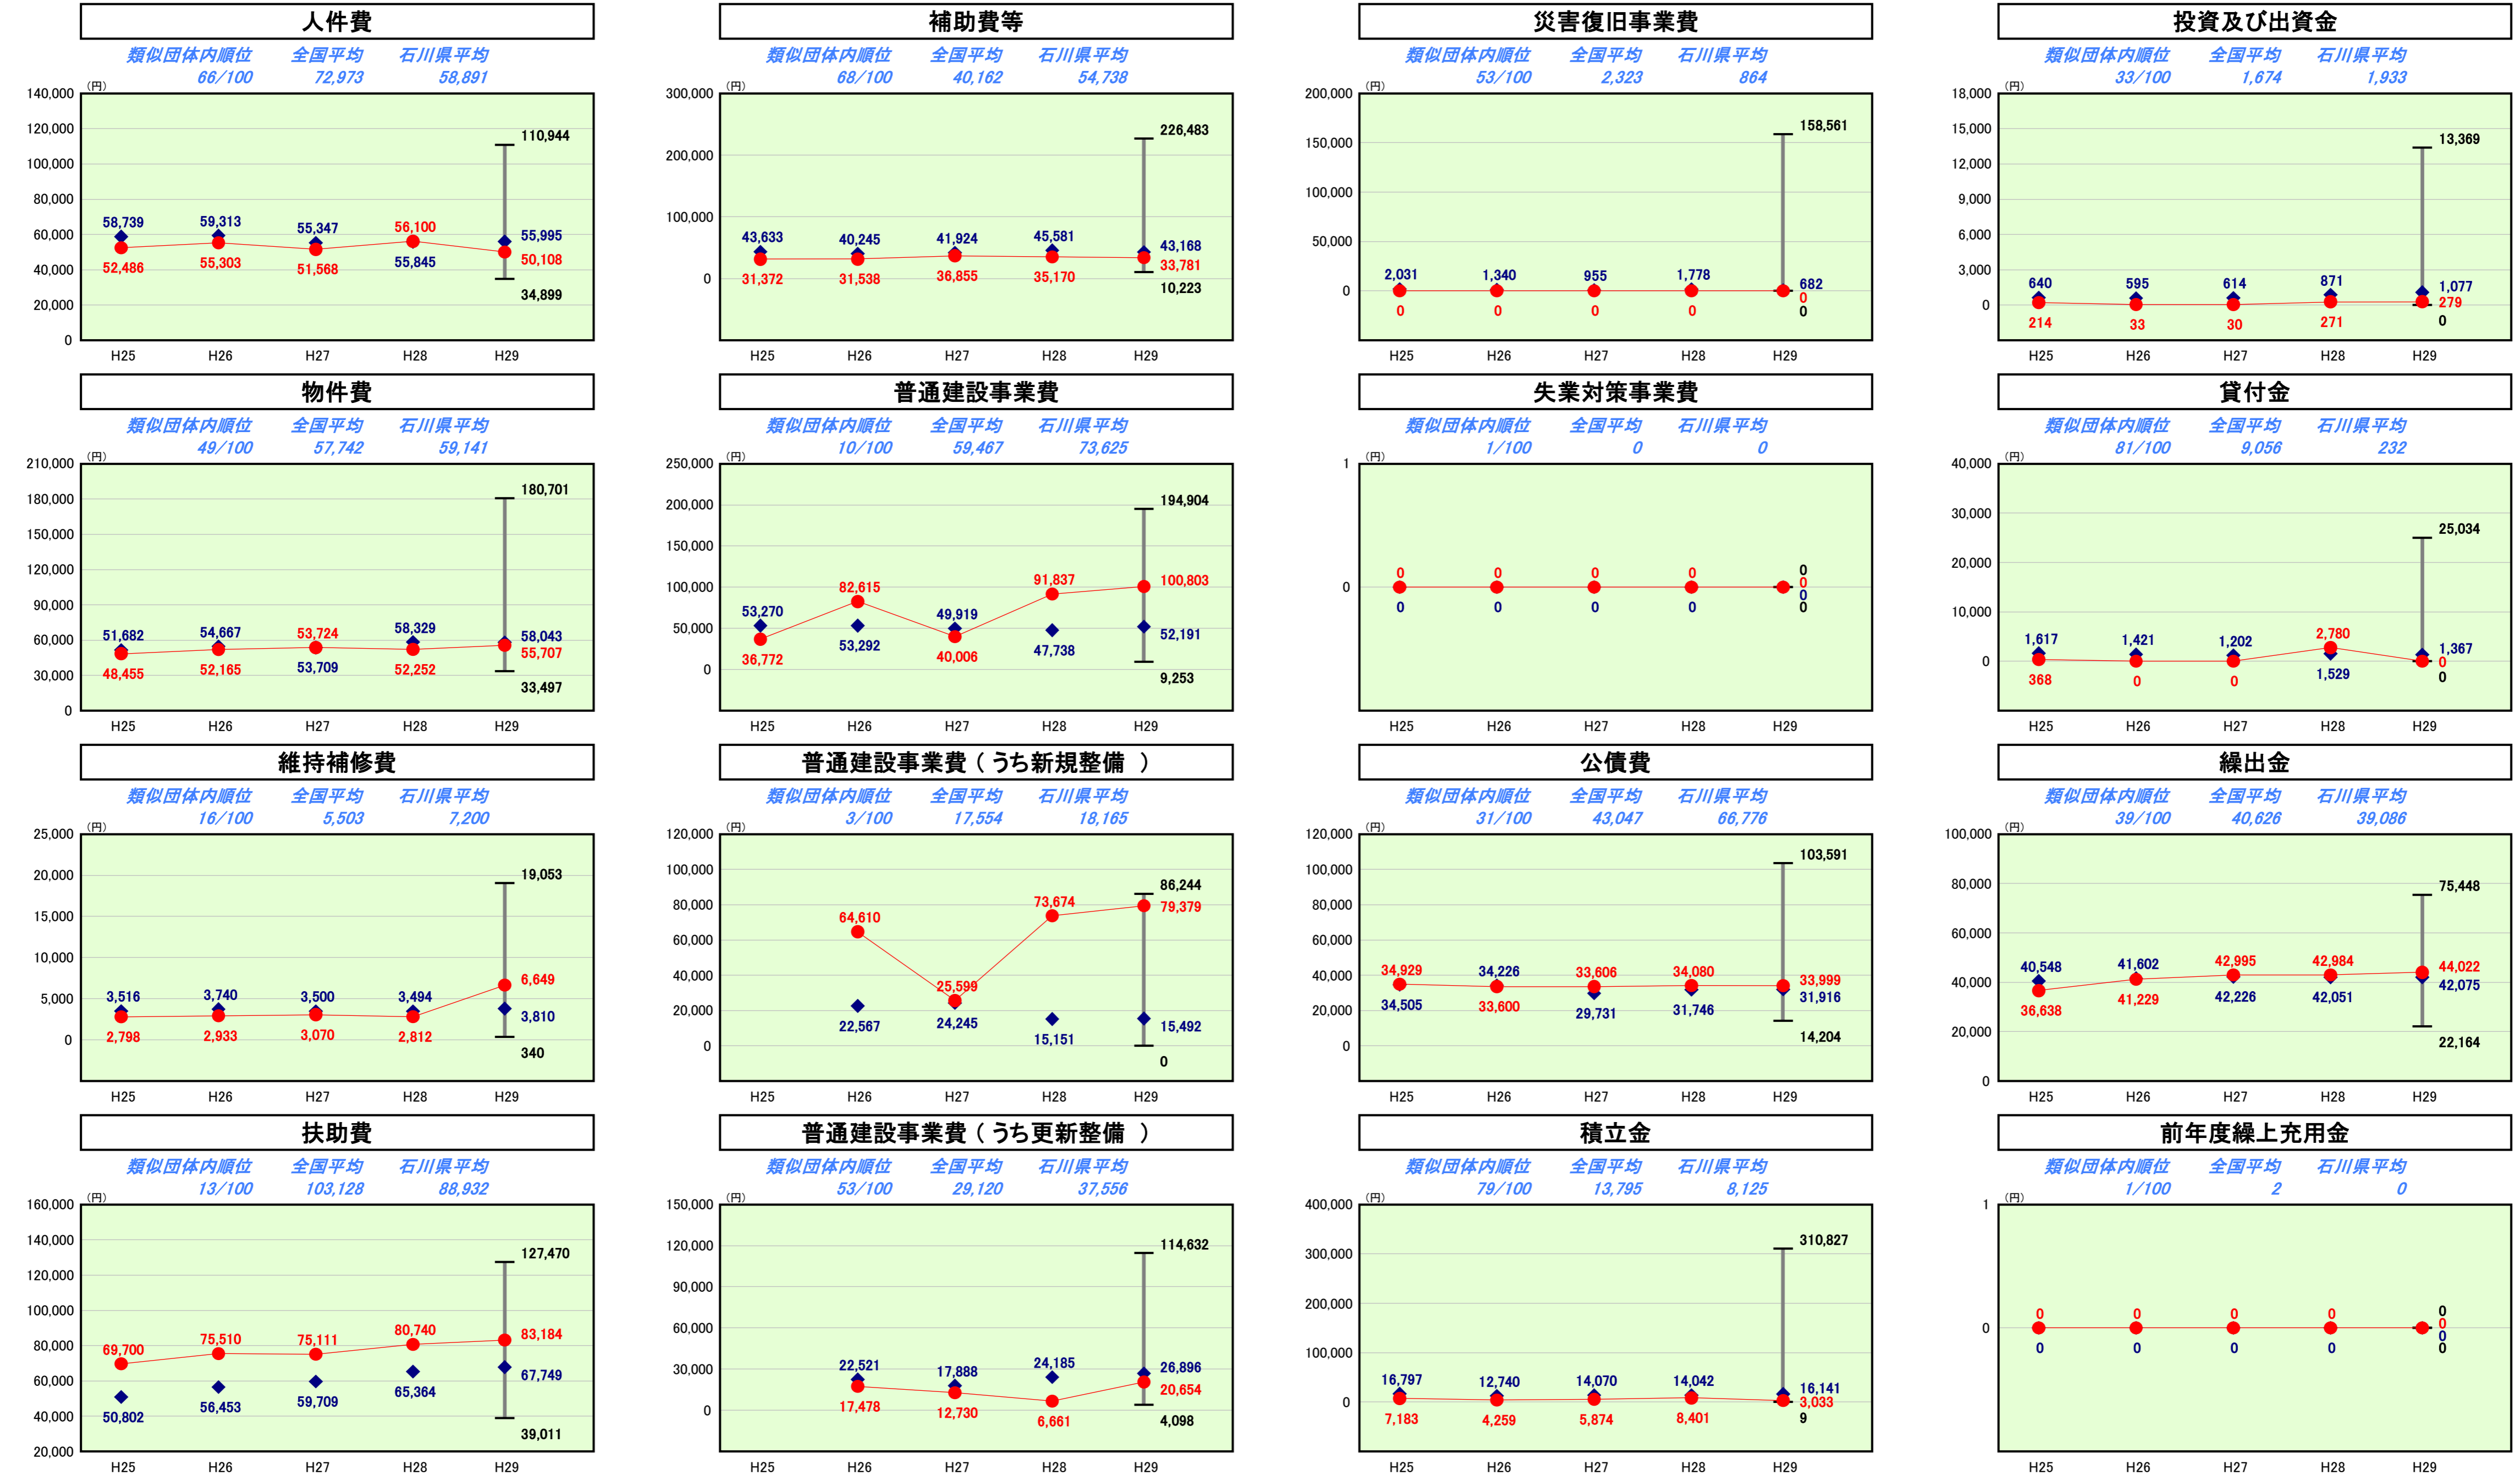 人件費
類似団体内順位 全国平均 石川県平均
66/100 72,973 58,891
(円)
140,000
120,000
100,000
80,000
60,000
40,000
20,000
0
110,944
58,739 59,313 55,347 56,100 55,995
52,486 55,303 51,568 55,845 50,108
34,899
H25 H26 H27 H28 H29
補助費等
類似団体内順位 全国平均 石川県平均
68/100 40,162 54,738
(円)
300,000
200,000
100,000
0
226,483
43,633 40,245 41,924 45,581 43,168
31,372 31,538 36,855 35,170 33,781
10,223
H25 H26 H27 H28 H29
災害復旧事業費
類似団体内順位 全国平均 石川県平均
53/100 2,323 864
(円)
200,000
150,000
100,000
50,000
0
158,561
2,031 1,340 955 1,778 682
0 0 0 0 0
0
H25 H26 H27 H28 H29
投資及び出資金
類似団体内順位 全国平均 石川県平均
33/100 1,674 1,933
(円)
18,000
15,000
12,000
9,000
6,000
3,000
0
13,369
640 595 614 871 1,077
214 33 30 271 279
0
H25 H26 H27 H28 H29
物件費
類似団体内順位 全国平均 石川県平均
49/100 57,742 59,141
(円)
210,000
180,000
150,000
120,000
90,000
60,000
30,000
0
180,701
51,682 54,667 53,724 58,329 58,043
48,455 52,165 53,709 52,252 55,707
33,497
H25 H26 H27 H28 H29
普通建設事業費
類似団体内順位 全国平均 石川県平均
10/100 59,467 73,625
(円)
250,000
200,000
150,000
100,000
50,000
0
194,904
53,270 82,615 49,919 91,837 100,803
36,772 53,292 40,006 47,738 52,191
9,253
H25 H26 H27 H28 H29
失業対策事業費
類似団体内順位 全国平均 石川県平均
1/100 0 0
(円)
1
0
0
0 0 0 0 0
0 0 0 0 0
0
H25 H26 H27 H28 H29
貸付金
類似団体内順位 全国平均 石川県平均
81/100 9,056 232
(円)
40,000
30,000
20,000
10,000
0
25,034
1,617 1,421 1,202 2,780 1,367
368 0 0 1,529 0
0
H25 H26 H27 H28 H29
維持補修費
類似団体内順位 全国平均 石川県平均
16/100 5,503 7,200
(円)
25,000
20,000
15,000
10,000
5,000
0
19,053
3,516 3,740 3,500 3,494 6,649
2,798 2,933 3,070 2,812 3,810
340
H25 H26 H27 H28 H29
普通建設事業費(うち新規整備 )
類似団体内順位 全国平均 石川県平均
3/100 17,554 18,165
(円)
120,000
100,000
80,000
60,000
40,000
20,000
0
86,244
64,610 25,599 73,674 79,379
22,567 24,245 15,151 15,492
0
H25 H26 H27 H28 H29
公債費
類似団体内順位 全国平均 石川県平均
31/100 43,047 66,776
(円)
120,000
100,000
80,000
60,000
40,000
20,000
0
103,591
34,929 34,226 33,606 34,080 33,999
34,505 33,600 29,731 31,746 31,916
14,204
H25 H26 H27 H28 H29
繰出金
類似団体内順位 全国平均 石川県平均
39/100 40,626 39,086
(円)
100,000
80,000
60,000
40,000
20,000
0
75,448
40,548 41,602 42,995 42,984 44,022
36,638 41,229 42,226 42,051 42,075
22,164
H25 H26 H27 H28 H29
扶助費
類似団体内順位 全国平均 石川県平均
13/100 103,128 88,932
(円)
160,000
140,000
120,000
100,000
80,000
60,000
40,000
20,000
127,470
69,700 75,510 75,111 80,740 83,184
50,802 56,453 59,709 65,364 67,749
39,011
H25 H26 H27 H28 H29
普通建設事業費(うち更新整備 )
類似団体内順位 全国平均 石川県平均
53/100 29,120 37,556
(円)
150,000
120,000
90,000
60,000
30,000
0
114,632
22,521 17,888 24,185 26,896
17,478 12,730 6,661 20,654
4,098
H25 H26 H27 H28 H29
積立金
類似団体内順位 全国平均 石川県平均
79/100 13,795 8,125
(円)
400,000
300,000
200,000
100,000
0
310,827
16,797 12,740 14,070 14,042 16,141
7,183 4,259 5,874 8,401 3,033
9
H25 H26 H27 H28 H29
前年度繰上充用金
類似団体内順位 全国平均 石川県平均
1/100 2 0
(円)
1
0
0
0 0 0 0 0
0 0 0 0 0
0
H25 H26 H27 H28 H29